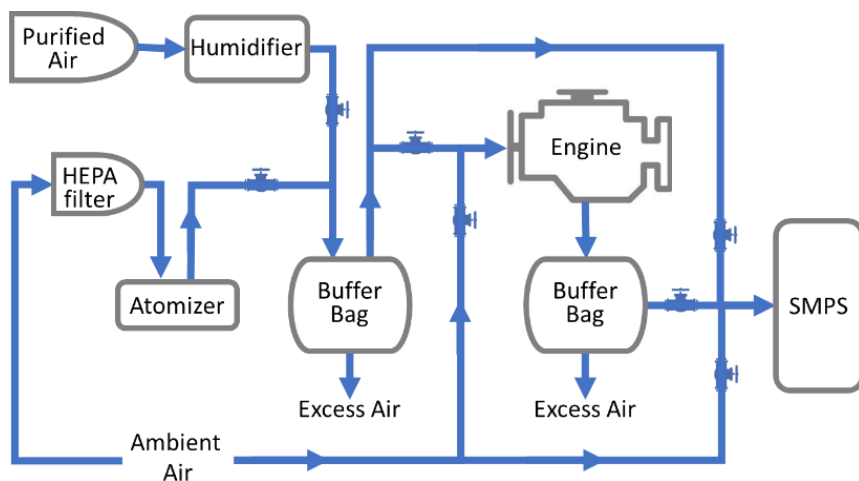 Purified
Air
Humidifier
HEPA
filter
Engine
Atomizer
Buffer
Bag
Buffer
Bag
SMPS
Excess Air
Excess Air
Ambient
Air